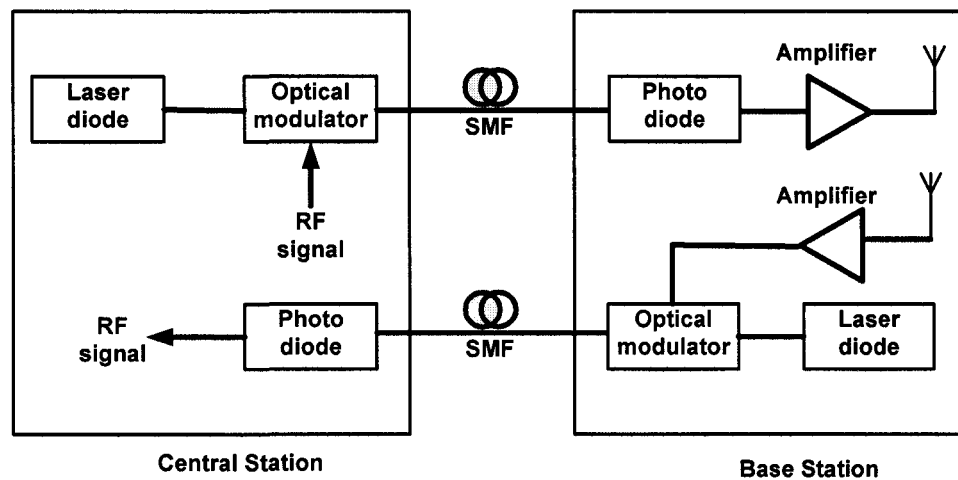 Amplifier
Laser
diode
Optical
modulator
SMF
Photo
diode
RF
signal
Amplifier
RF
signal
Photo
diode
SMF
Optical
modulator
Laser
diode
Central Station
Base Station